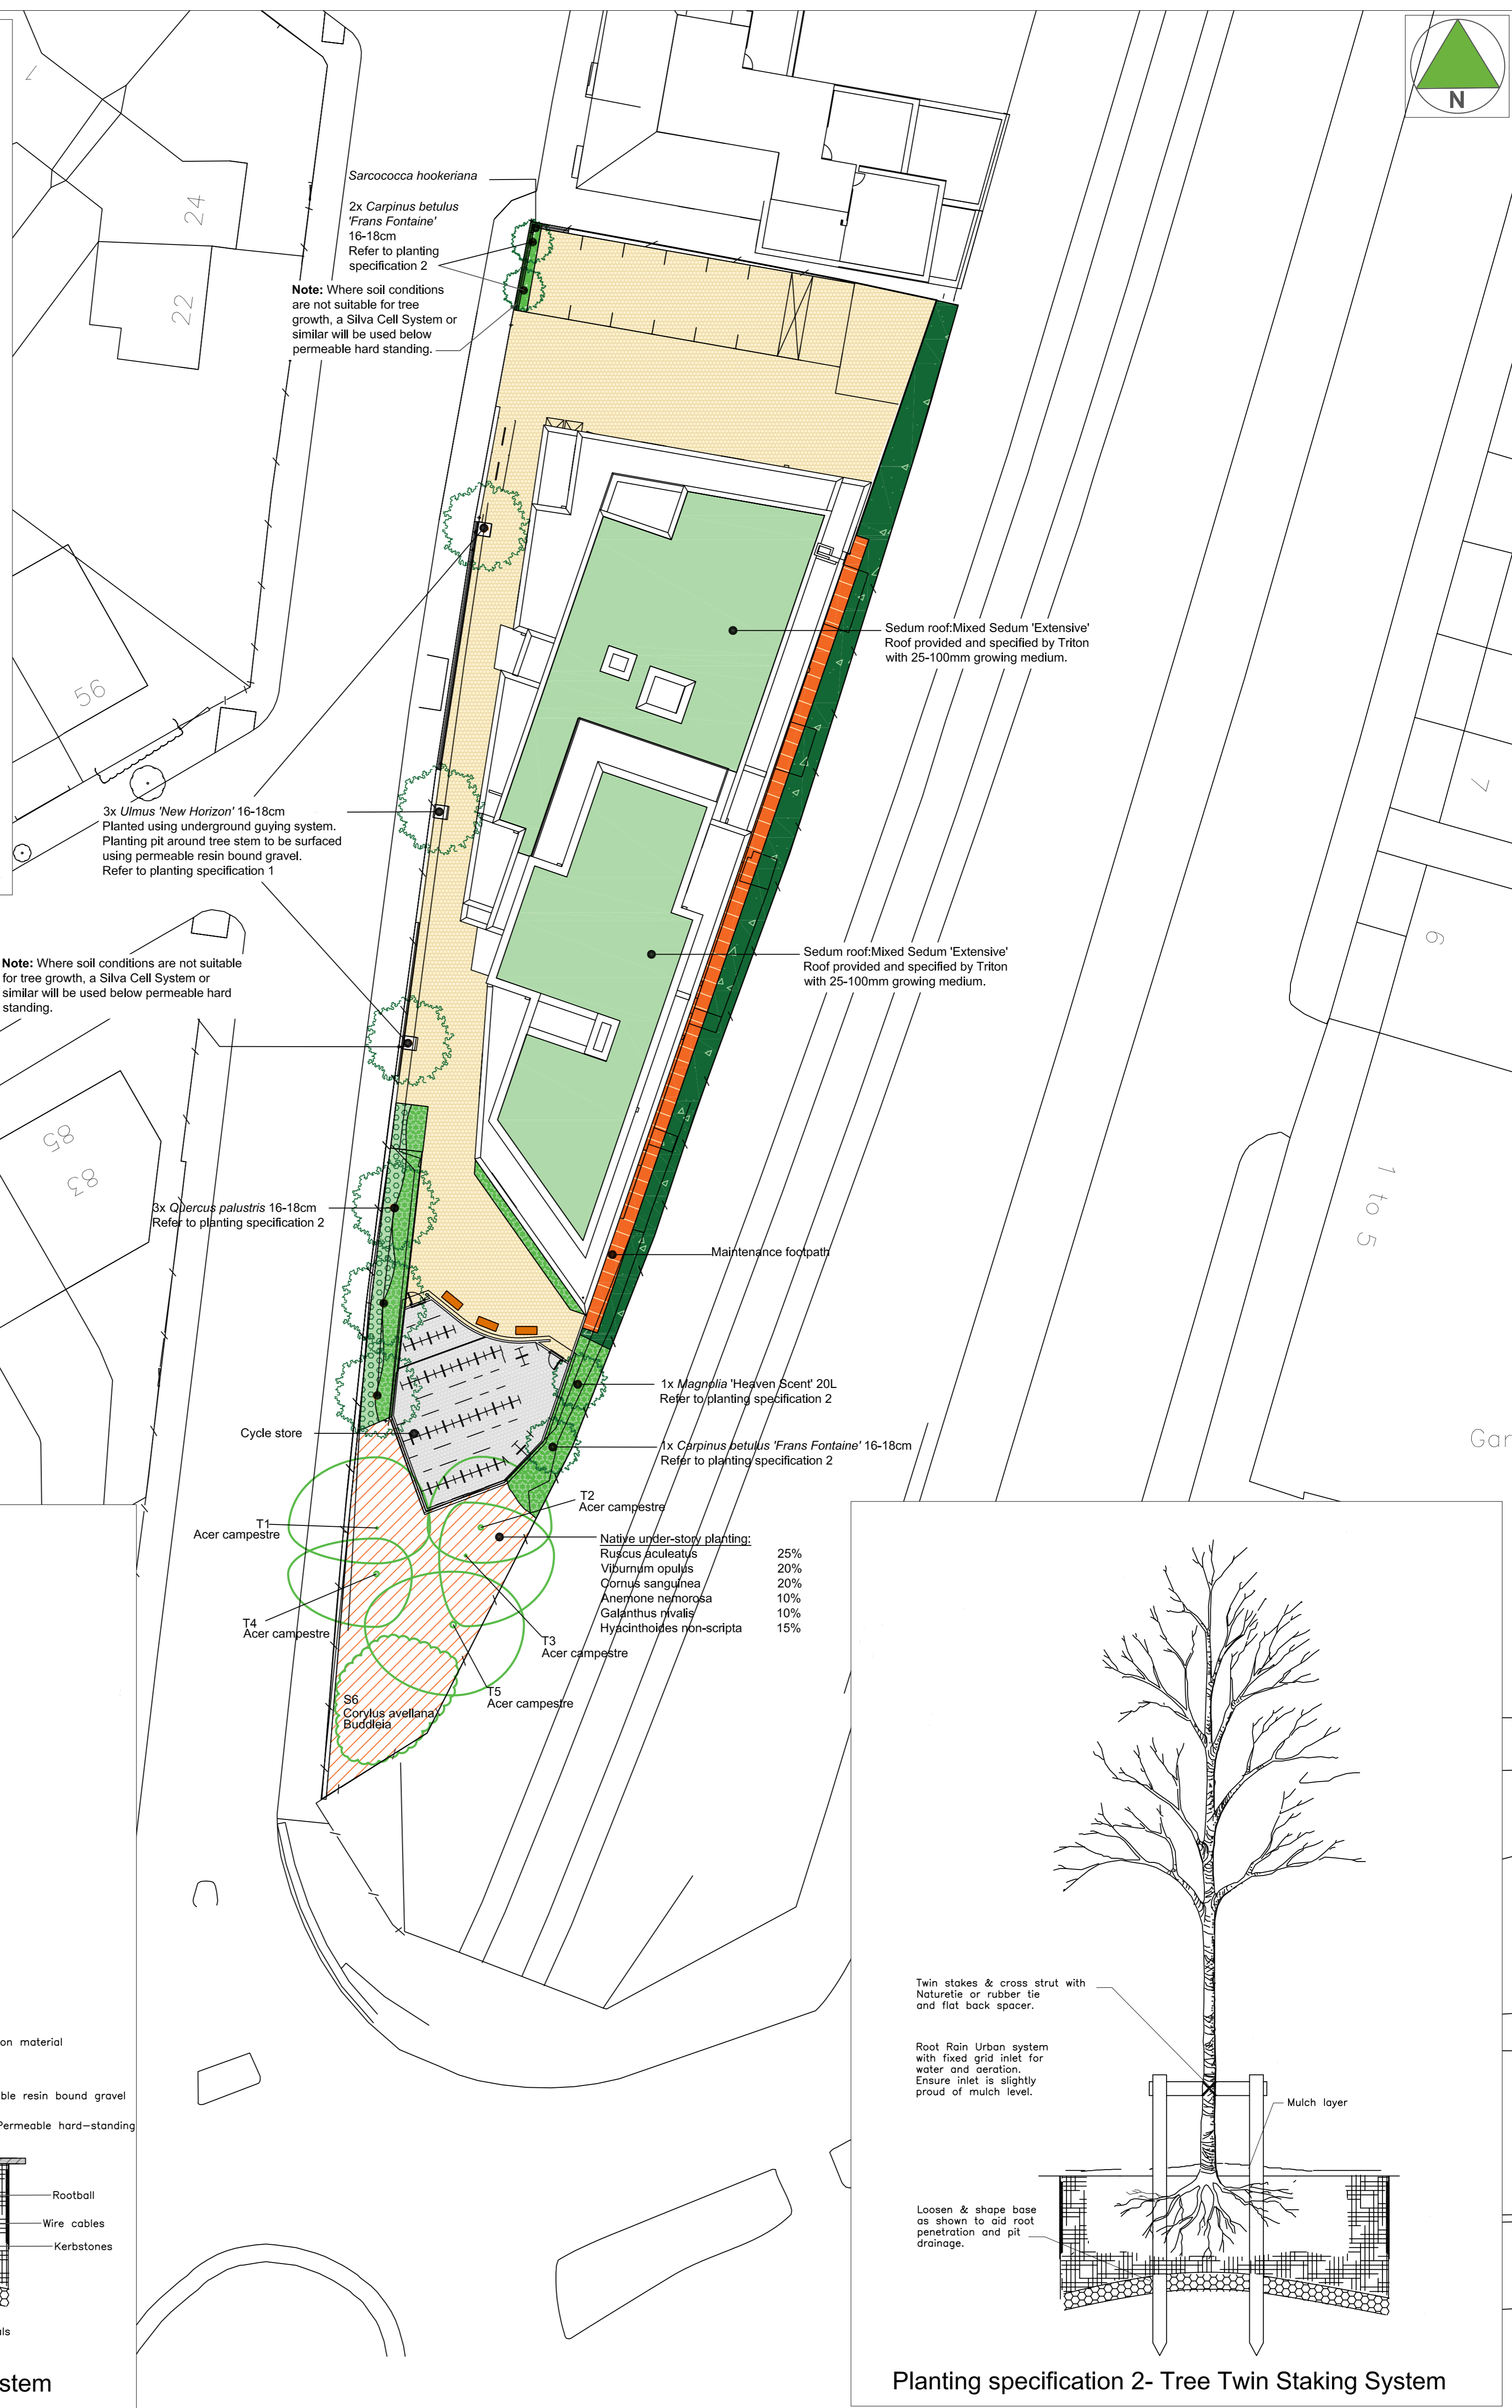 N
24
22
Sarcococca hookeriana
2x Carpinus betulus
'Frans Fontaine'
16-18cm
Refer to planting
specification 2
Note: Where soil conditions
are not suitable for tree
growth, a Silva Cell System or
similar will be used below
permeable hard standing.
Sedum roof:Mixed Sedum 'Extensive'
Roof provided and specified by Triton
with 25-100mm growing medium.
56
7
3x Ulmus 'New Horizon' 16-18cm
Planted using underground guying system.
Planting pit around tree stem to be surfaced
using permeable resin bound gravel.
Refer to planting specification 1
Note: Where soil conditions are not suitable
for tree growth, a Silva Cell System or
similar will be used below permeable hard
standing.
Sedum roof:Mixed Sedum 'Extensive'
Roof provided and specified by Triton
with 25-100mm growing medium.
85
83
1 to 5
3x Quercus palustris 16-18cm
Refer to planting specification 2
Maintenance footpath
1x Magnolia 'Heaven Scent' 20L
Refer to planting specification 2
Cycle store
1x Carpinus betulus 'Frans Fontaine' 16-18cm
Refer to planting specification 2
Gar
T1
Acer campestre
T2
Acer campestre
Native under-story planting:
Ruscus aculeatus 25%
Viburnum opulus 20%
Cornus sanguinea 20%
Anemone nemorosa 10%
Galanthus nivalis 10%
Hyacinthoides non-scripta 15%
T4
Acer campestre
T3
Acer campestre
T5
Acer campestre
S6
Corylus avellana
Buddleia
on material
ble resin bound gravel
Permeable hard-standing
Rootball
Wire cables
Kerbstones
ls
stem
Twin stakes & cross strut with
Naturetie or rubber tie
and flat back spacer.
Root Rain Urban system
with fixed grid inlet for
water and aeration.
Ensure inlet is slightly
proud of mulch level.
Mulch layer
Loosen & shape base
as shown to aid root
penetration and pit
drainage.
Planting specification 2- Tree Twin Staking System